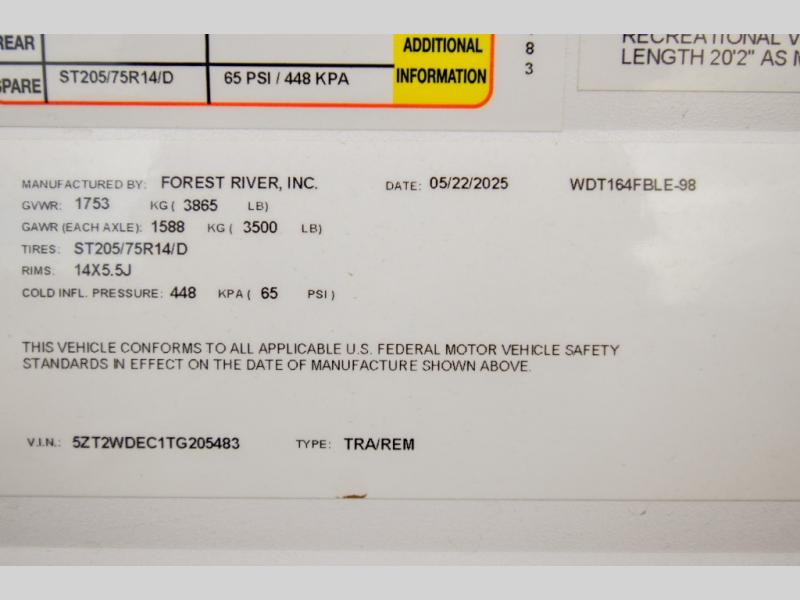 REAR
ADDITIONAL
8
SPARE ST205/75R14/D 65 PSI / 448 KPA INFORMATION
3
RECREATIONAL
LENGTH 20'2" AS
MANUFACTURED BY: FOREST RIVER, INC. DATE: 05/22/2025 WDT164FBLE-98
GVWR: 1753 KG ( 3865 LB)
GAWR (EACH AXLE): 1588 KG ( 3500 LB)
TIRES: ST205/75R14/D
RIMS: 14X5.5J
COLD INFL. PRESSURE: 448 KPA ( 65 PSI )
THIS VEHICLE CONFORMS TO ALL APPLICABLE U.S. FEDERAL MOTOR VEHICLE SAFETY
STANDARDS IN EFFECT ON THE DATE OF MANUFACTURE SHOWN ABOVE.
V.I.N.: 5ZT2WDEC1TG205483 TYPE: TRA/REM